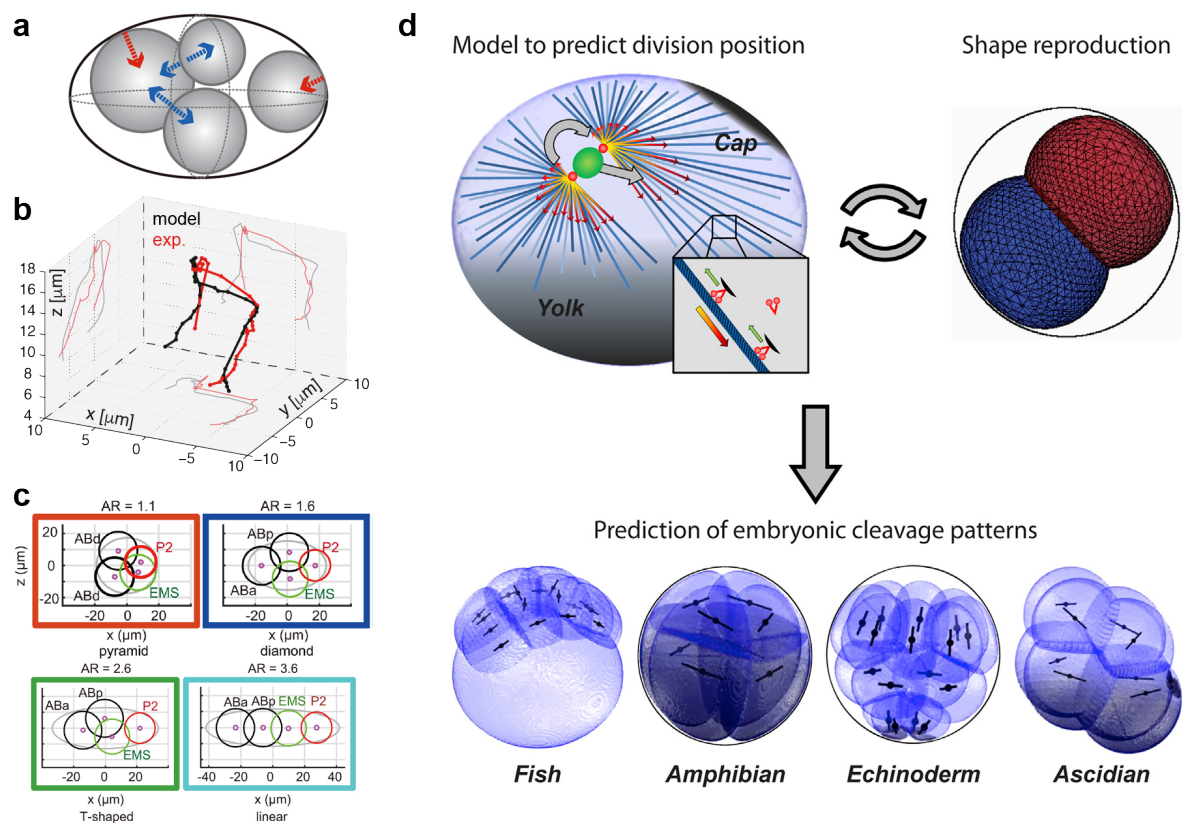 a
b
model
exp.
18
16
14
12
10
8
6
4
z [µm]
10
5
0
−5
10
x [µm]
−10
−5
0
5
10
y [µm]
c
AR = 1.1
20
0
-20
z (µm)
ABd
P2
ABd
EMS
-20 0 20
x (µm)
pyramid
AR = 1.6
ABp
P2
ABa
EMS
-20 0 20
x (µm)
diamond
AR = 2.6
ABp
ABa
P2
EMS
-20 0 20
x (µm)
T-shaped
AR = 3.6
ABa ABp EMS P2
-40 -20 0 20 40
x (µm)
linear
d
Model to predict division position
Cap
Yolk
Shape reproduction
Prediction of embryonic cleavage patterns
Fish
Amphibian
Echinoderm
Ascidian